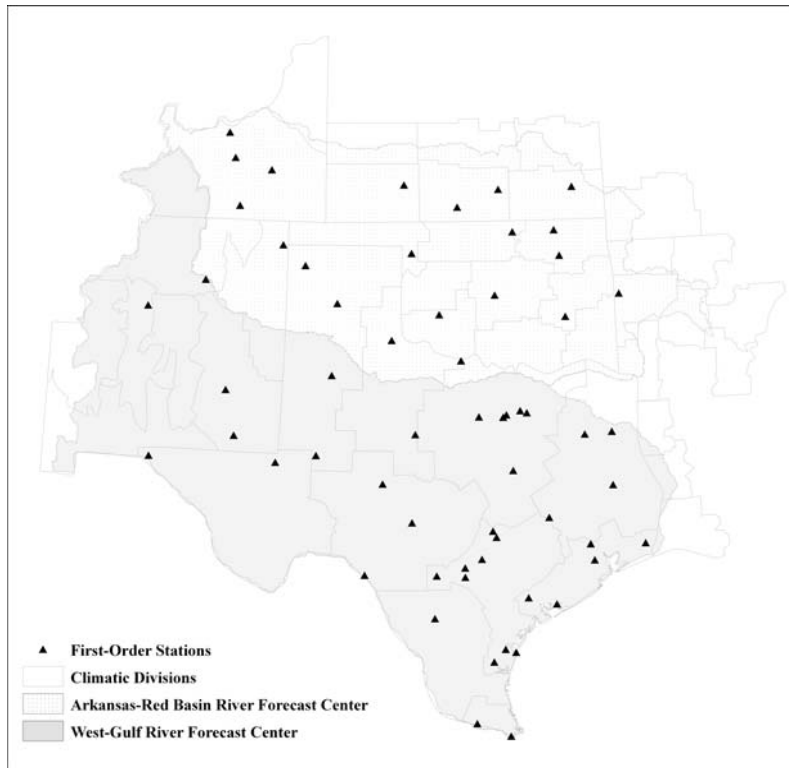 First-Order Stations
Climatic Divisions
Arkansas-Red Basin River Forecast Center
West-Gulf River Forecast Center